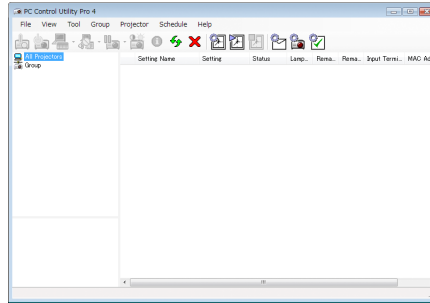 PC Control Utility Pro 4
File View Tool Group Projector Schedule Help
All Projectors
Group
Setting Name Setting Status Lamp... Rema... Rema... Input Termi... MAC Ad